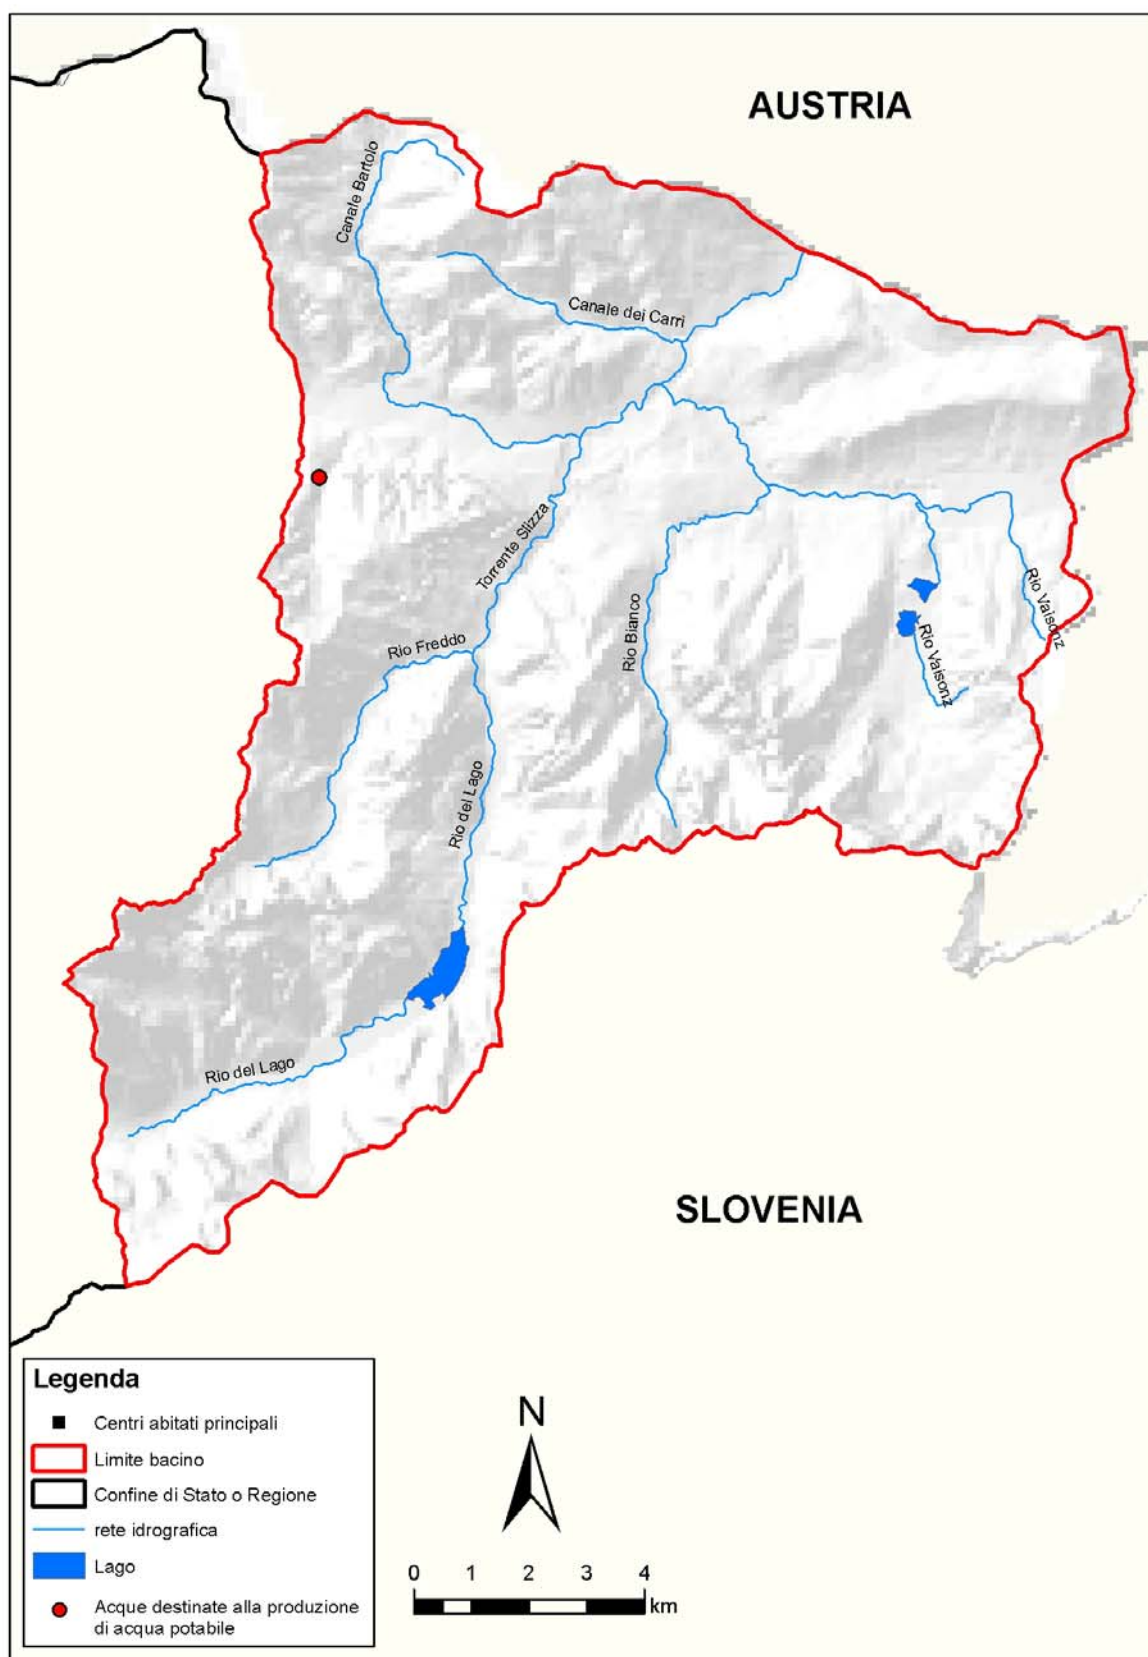 AUSTRIA
Canale Bartolo
Canale dei Carri
Torrente Slizza
Rio Freddo
Rio Bianco
Rio Vaisonz
Rio Vaisonz
Rio del Lago
Rio del Lago
SLOVENIA
Legenda
Centri abitati principali
Limite bacino
Confine di Stato o Regione
rete idrografica
Lago
Acque destinate alla produzione
di acqua potabile
N
0 1 2 3 4
km